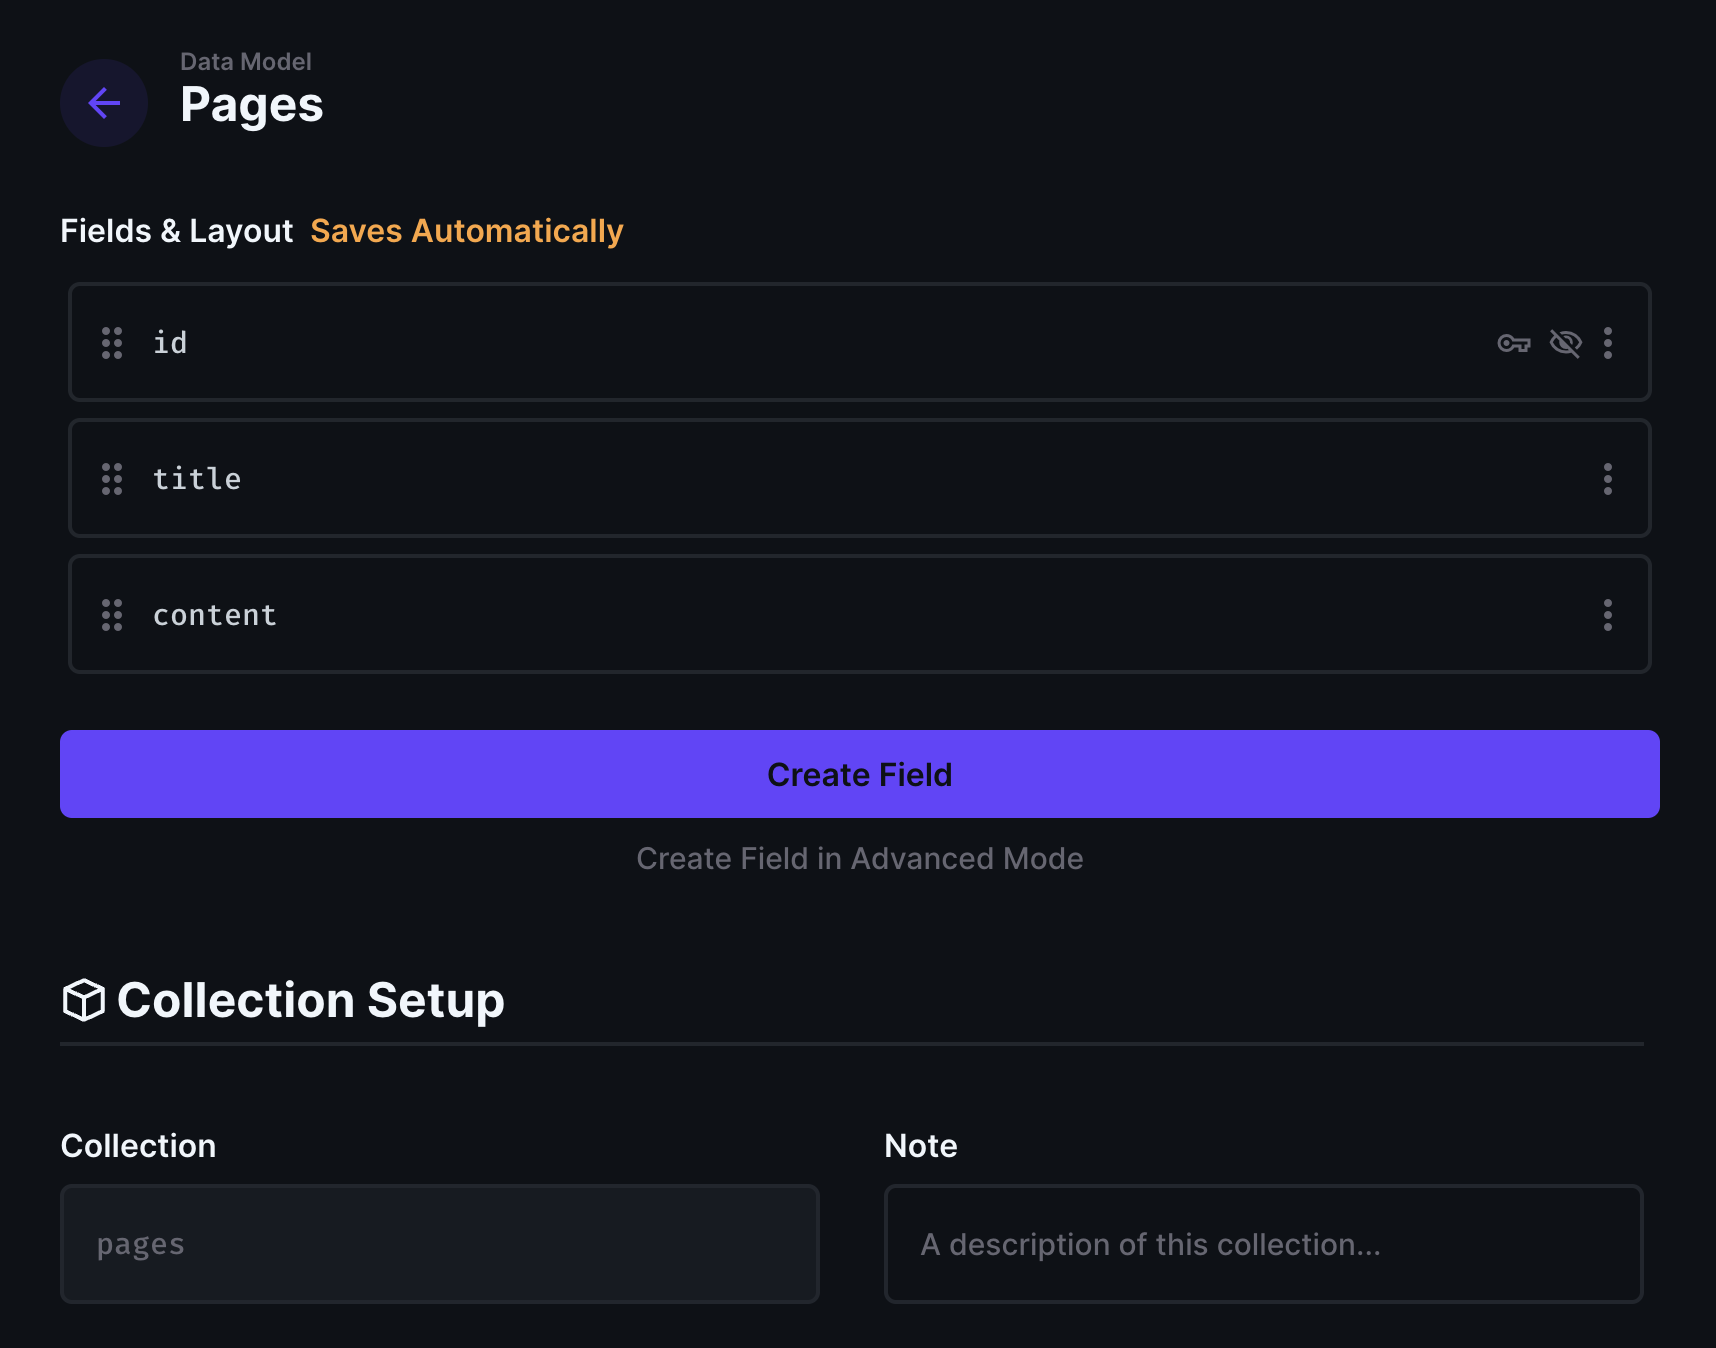 Data Model
Pages
Fields & Layout Saves Automatically
id
title
content
Create Field
Create Field in Advanced Mode
Collection Setup
Collection
Note
pages
A description of this collection...